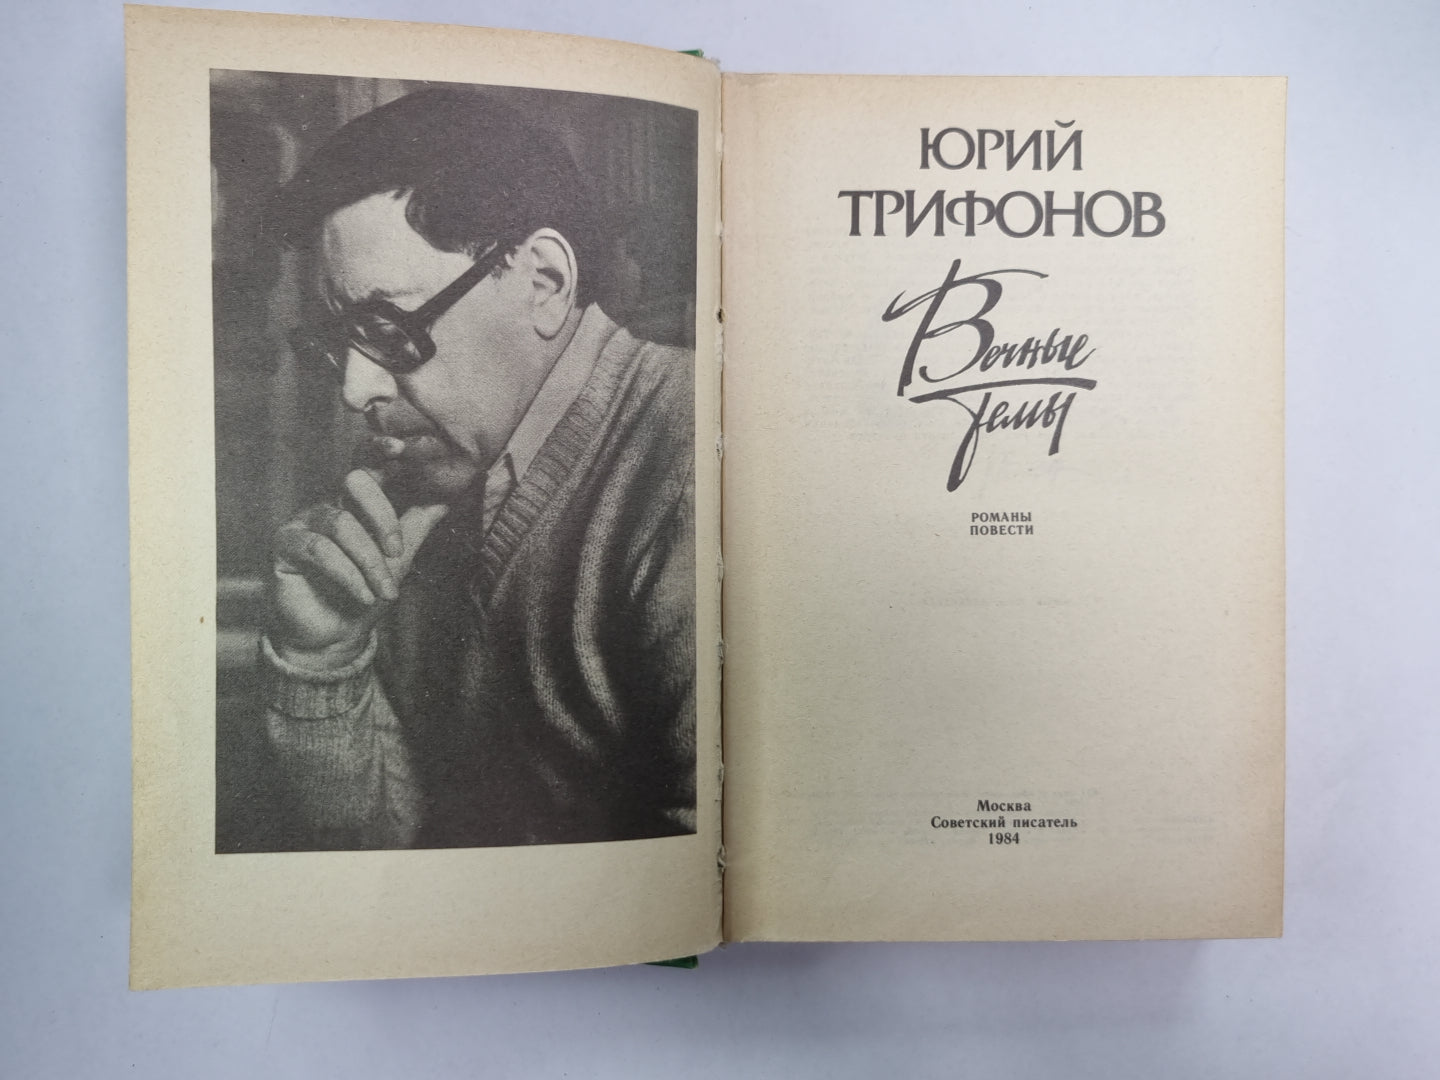 ЮРИЙ
ТРИФОНОВ
Вечные
темы
РОМАНЫ
ПОВЕСТИ
Москва
Советский писатель
1984